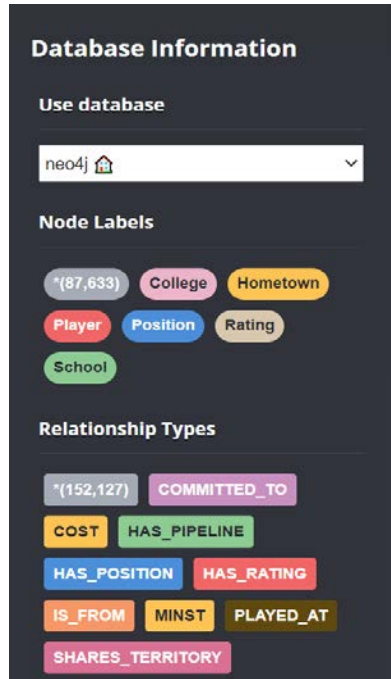 Database Information
Use database
neo4j
Node Labels
*(87,633) College Hometown
Player Position Rating
School
Relationship Types
*(152,127) COMMITTED_TO
COST HAS_PIPELINE
HAS_POSITION HAS_RATING
IS_FROM MINST PLAYED_AT
SHARES_TERRITORY